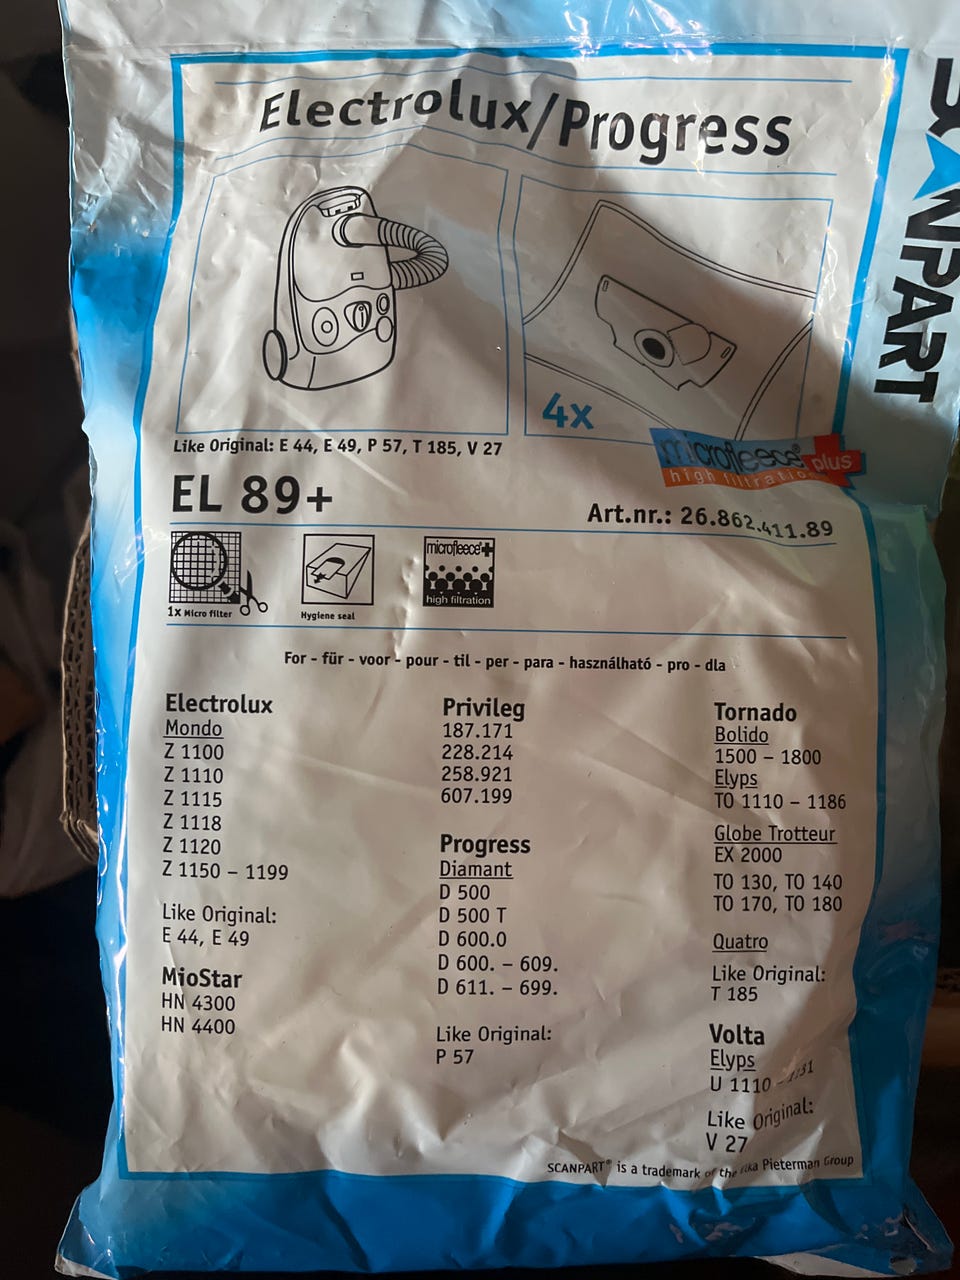 Electrolux/Progress
SCANPART
4x
Like Original: E 44, E 49, P 57, T 185, V 27
microfleece® plus
high filtration
EL 89+
Art.nr.: 26.862.411.89
microfleece®+
high filtration
1x Micro filter
Hygiene seal
For - für - voor - pour - til - per - para - használható - pro - dla
Electrolux
Mondo
Z 1100
Z 1110
Z 1115
Z 1118
Z 1120
Z 1150 – 1199
Like Original:
E 44, E 49
MioStar
HN 4300
HN 4400
Privileg
187.171
228.214
258.921
607.199
Progress
Diamant
D 500
D 500 T
D 600.0
D 600. – 609.
D 611. – 699.
Like Original:
P 57
Tornado
Bolido
1500 – 1800
Elyps
TO 1110 – 1186
Globe Trotteur
EX 2000
TO 130, TO 140
TO 170, TO 180
Quatro
Like Original:
T 185
Volta
Elyps
U 1110 –
Like Original:
V 27
SCANPART® is a trademark of the Pieterman Group